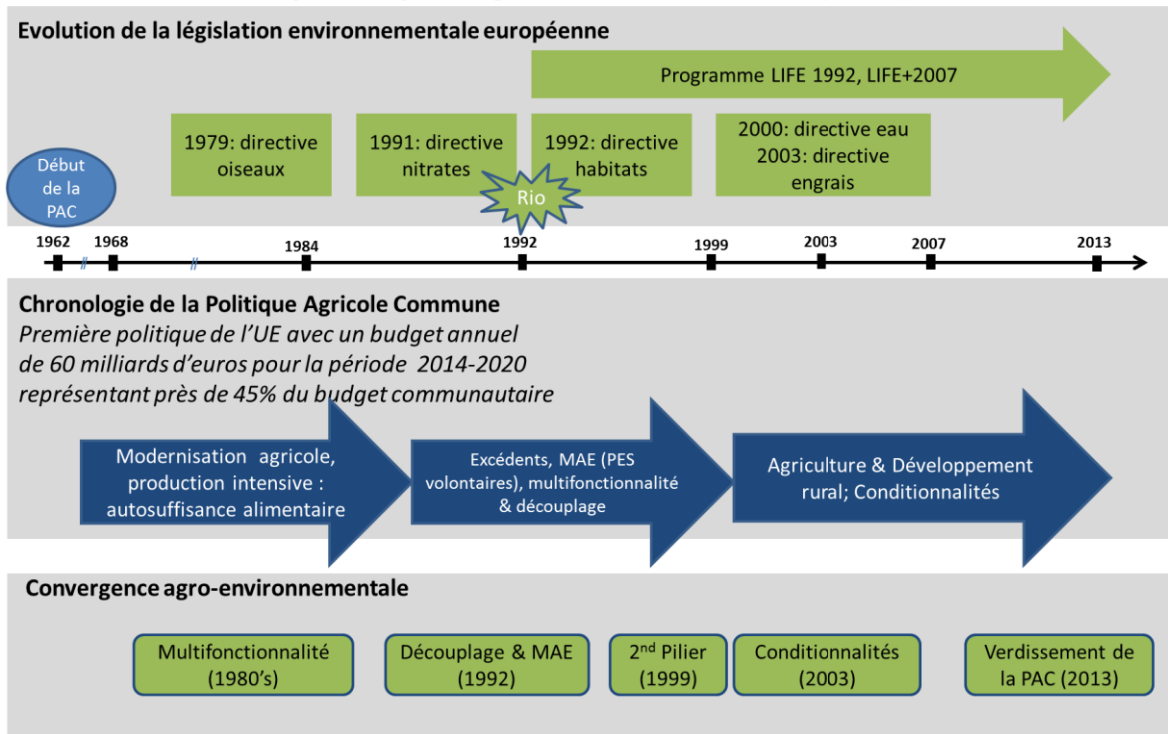 Evolution de la législation environnementale européenne
Programme LIFE 1992, LIFE+2007
1979: directive
oiseaux
1991: directive
nitrates
1992: directive
habitats
2000: directive eau
2003: directive
engrais
Début
de la
PAC
Rio
1962
1968
1984
1992
1999
2003
2007
2013
Chronologie de la Politique Agricole Commune
Première politique de l'UE avec un budget annuel
de 60 milliards d'euros pour la période 2014-2020
représentant près de 45% du budget communautaire
Modernisation agricole,
production intensive :
autosuffisance alimentaire
Excédents, MAE (PES
volontaires), multifonctionnalité
& découplage
Agriculture & Développement
rural; Conditionnalités
Convergence agro-environnementale
Multifonctionnalité
(1980's)
Découplage & MAE
(1992)
2nd Pilier
(1999)
Conditionnalités
(2003)
Verdissement de
la PAC (2013)